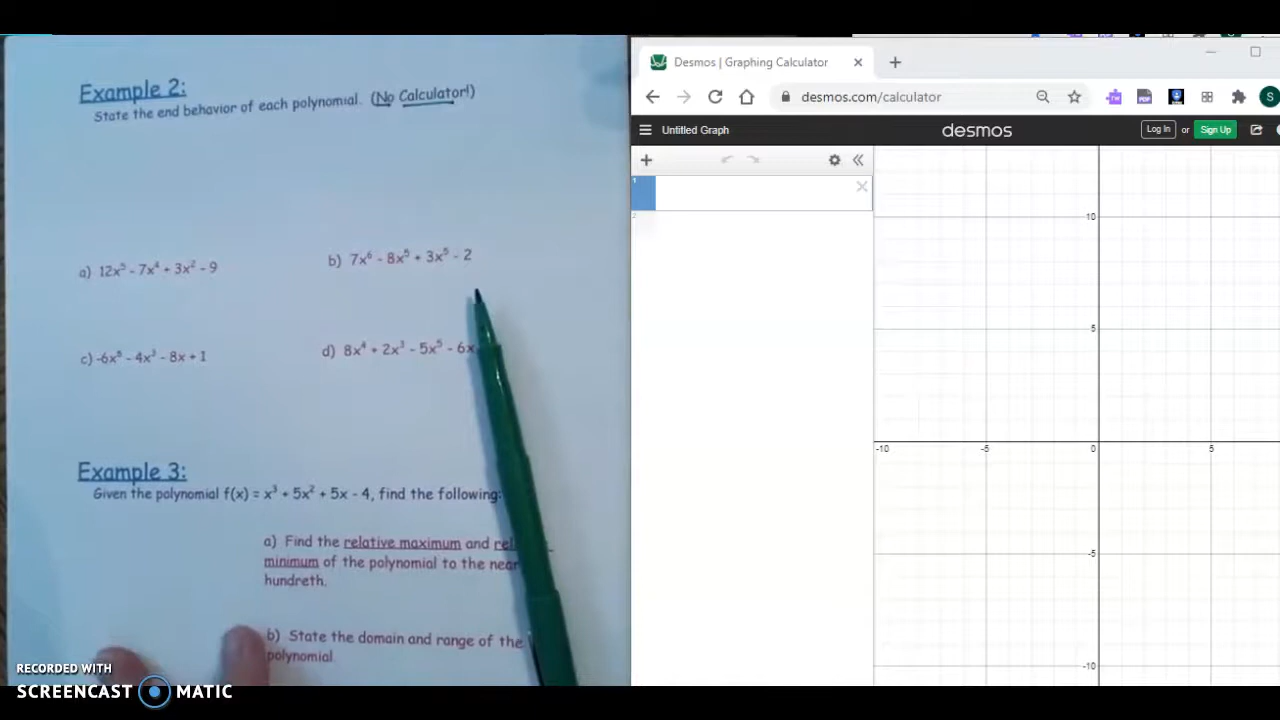 Example 2:
State the end behavior of each polynomial. (No Calculator!)
a) 12x⁵ - 7x⁴ + 3x² - 9
b) 7x⁶ - 8x⁵ + 3x⁵ - 2
c) -6x⁸ - 4x³ - 8x + 1
d) 8x⁴ + 2x³ - 5x⁵ - 6x
Example 3:
Given the polynomial f(x) = x³ + 5x² + 5x - 4, find the following:
a) Find the relative maximum and
minimum of the polynomial to the near
hundreth.
b) State the domain and range of the
polynomial
RECORDED WITH
SCREENCAST MATIC
Desmos | Graphing Calculator
desmos.com/calculator
S
Untitled Graph
desmos
Log In or Sign Up
1
2
10
5
-10
-5
0
5
-5
-10